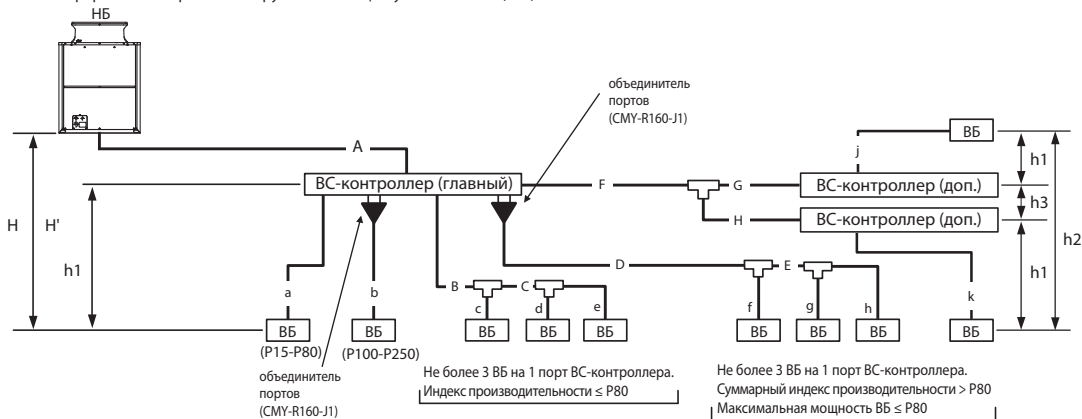 НБ
объединитель
портов
(CMY-R160-J1)
A
ВС-контроллер (главный)
F
G
H
j
ВБ
ВС-контроллер (доп.)
ВС-контроллер (доп.)
h1
h3
h2
h1
H
H'
h1
a
b
B
C
c
d
e
D
E
f
g
h
k
ВБ
ВБ
ВБ
ВБ
ВБ
ВБ
ВБ
ВБ
ВБ
(P15-P80)
(P100-P250)
объединитель
портов
(CMY-R160-J1)
Не более 3 ВБ на 1 порт ВС-контроллера.
Индекс производительности ≤ P80
Не более 3 ВБ на 1 порт ВС-контроллера.
Суммарный индекс производительности > P80
Максимальная мощность ВБ ≤ P80